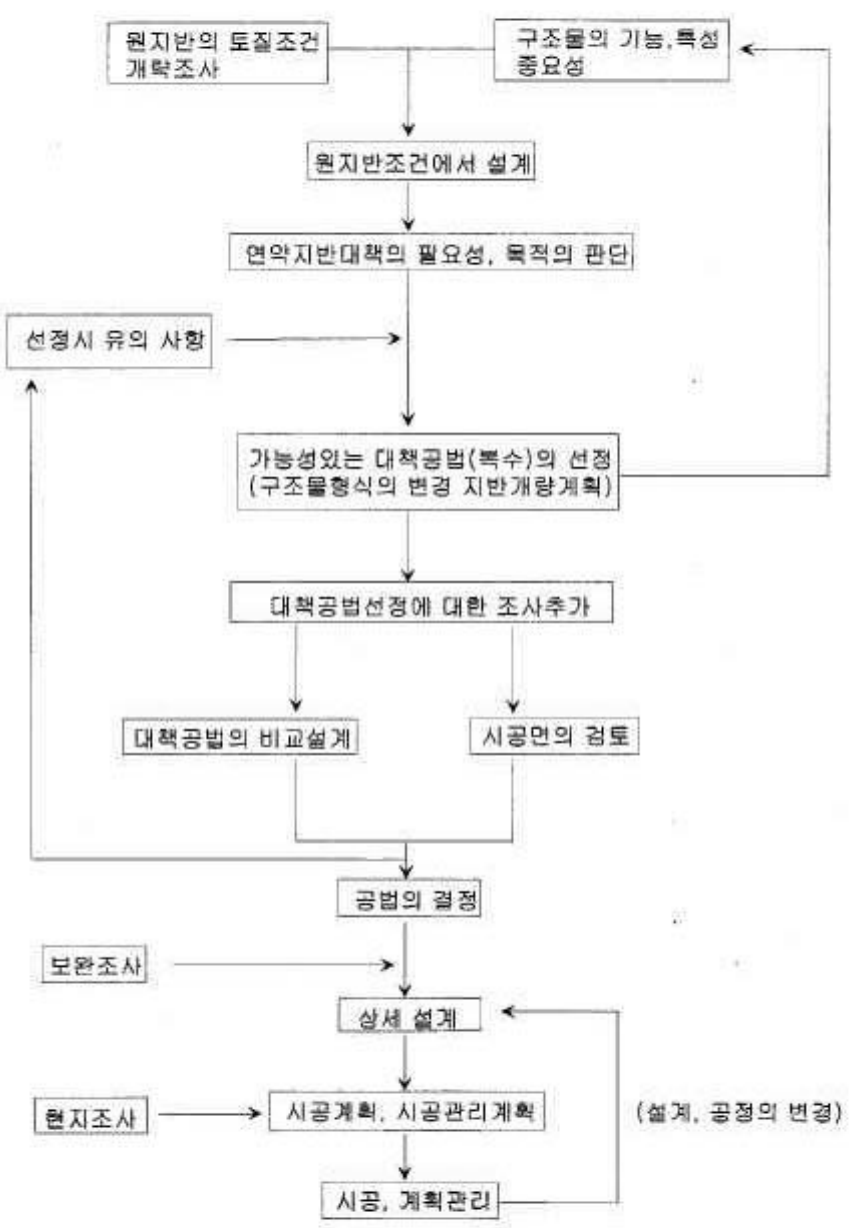 원지반의 토질조건
개략조사
구조물의 기능,특성
중요성
원지반조건에서 설계
연약지반대책의 필요성, 목적의 판단
선정시 유의 사항
가능성있는 대책공법(복수)의 선정
(구조물형식의 변경 지반개량계획)
대책공법선정에 대한 조사추가
대책공법의 비교설계
시공면의 검토
공법의 결정
보완조사
상세 설계
현지조사
시공계획, 시공관리계획
(설계, 공정의 변경)
시공, 계획관리